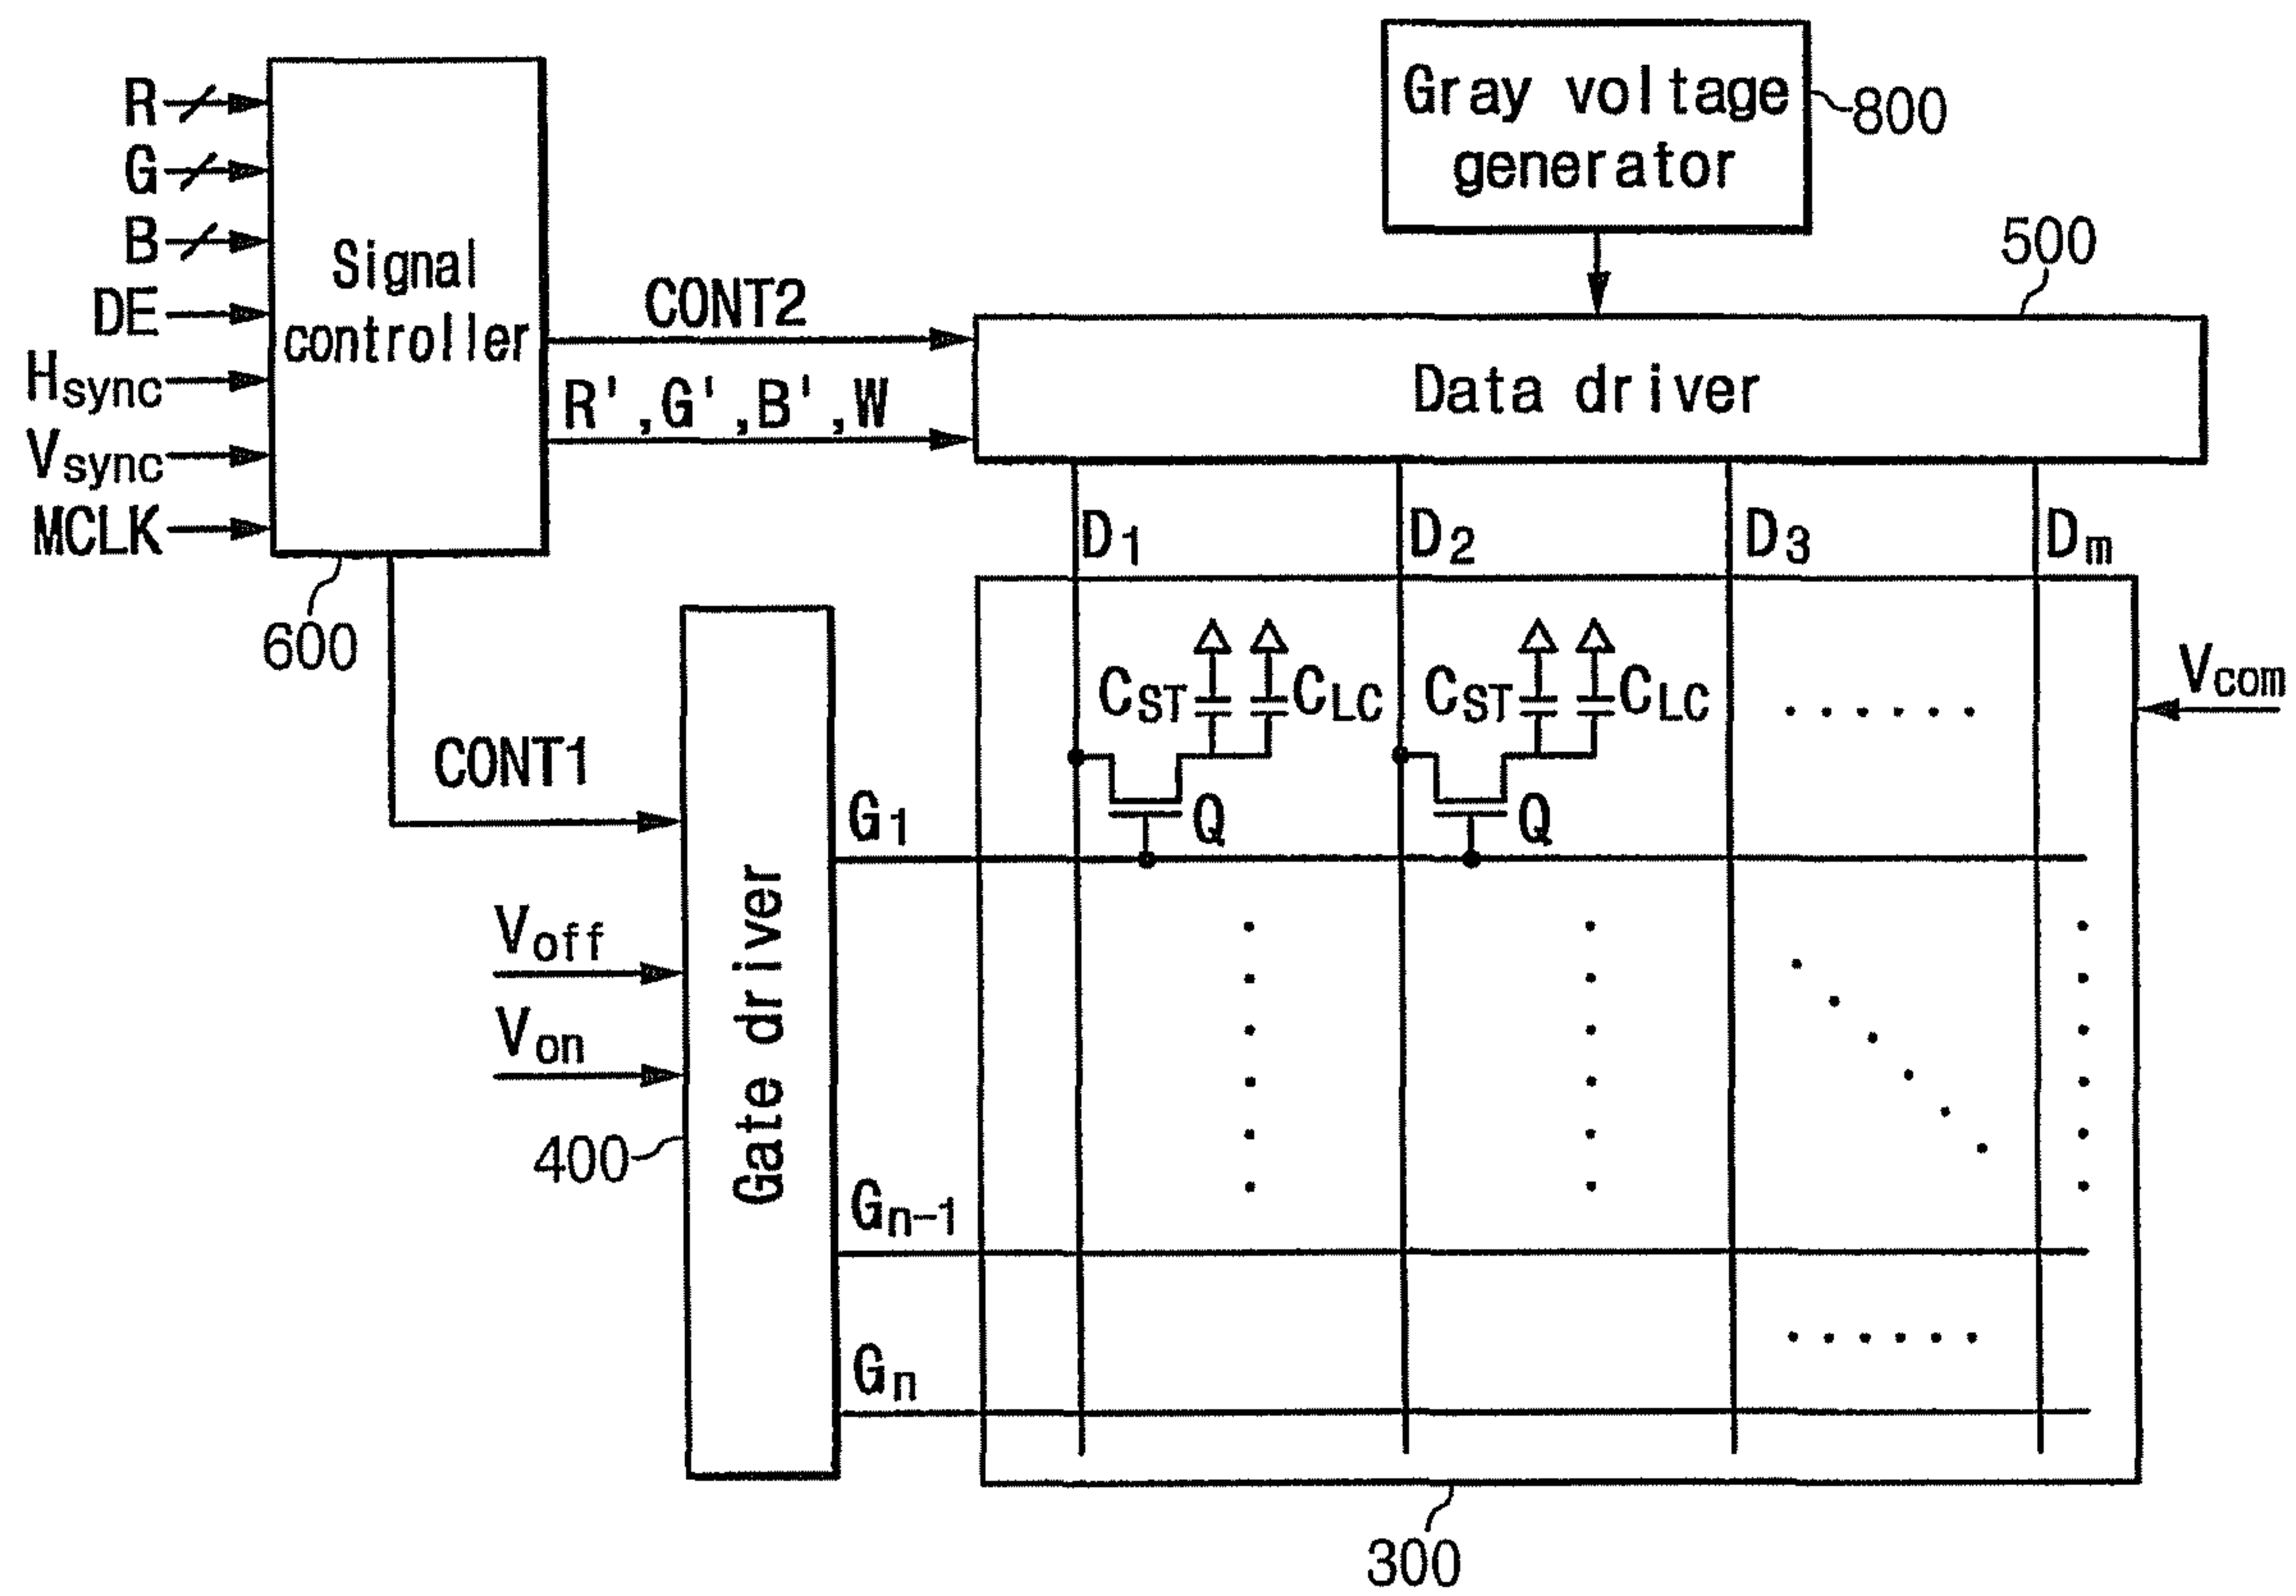 R
G
B
DE
Hsync
Vsync
MCLK
Signal
controller
600
CONT2
R',G',B',W
Gray voltage
generator
800
500
Data driver
D1
D2
D3
Dm
CONT1
Voff
Von
400
Gate driver
G1
Gn-1
Gn
CST
CLC
CST
CLC
Q
Q
Vcom
300